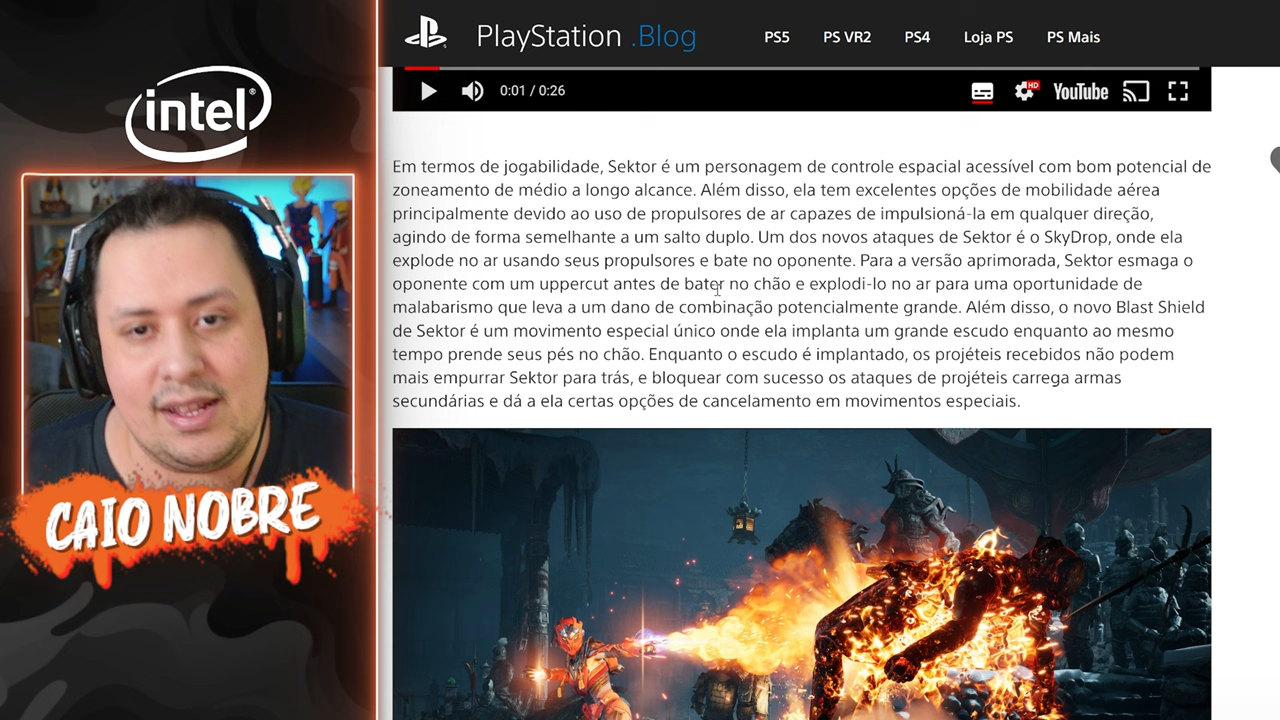 intel
CAIO NOBRE
PlayStation .Blog
PS5
PS VR2
PS4
Loja PS
PS Mais
0:01 / 0:26
HD
YouTube
Em termos de jogabilidade, Sektor é um personagem de controle espacial acessível com bom potencial de
zoneamento de médio a longo alcance. Além disso, ela tem excelentes opções de mobilidade aérea
principalmente devido ao uso de propulsores de ar capazes de impulsioná-la em qualquer direção,
agindo de forma semelhante a um salto duplo. Um dos novos ataques de Sektor é o SkyDrop, onde ela
explode no ar usando seus propulsores e bate no oponente. Para a versão aprimorada, Sektor esmaga o
oponente com um uppercut antes de bater no chão e explodi-lo no ar para uma oportunidade de
malabarismo que leva a um dano de combinação potencialmente grande. Além disso, o novo Blast Shield
de Sektor é um movimento especial único onde ela implanta um grande escudo enquanto ao mesmo
tempo prende seus pés no chão. Enquanto o escudo é implantado, os projéteis recebidos não podem
mais empurrar Sektor para trás, e bloquear com sucesso os ataques de projéteis carrega armas
secundárias e dá a ela certas opções de cancelamento em movimentos especiais.